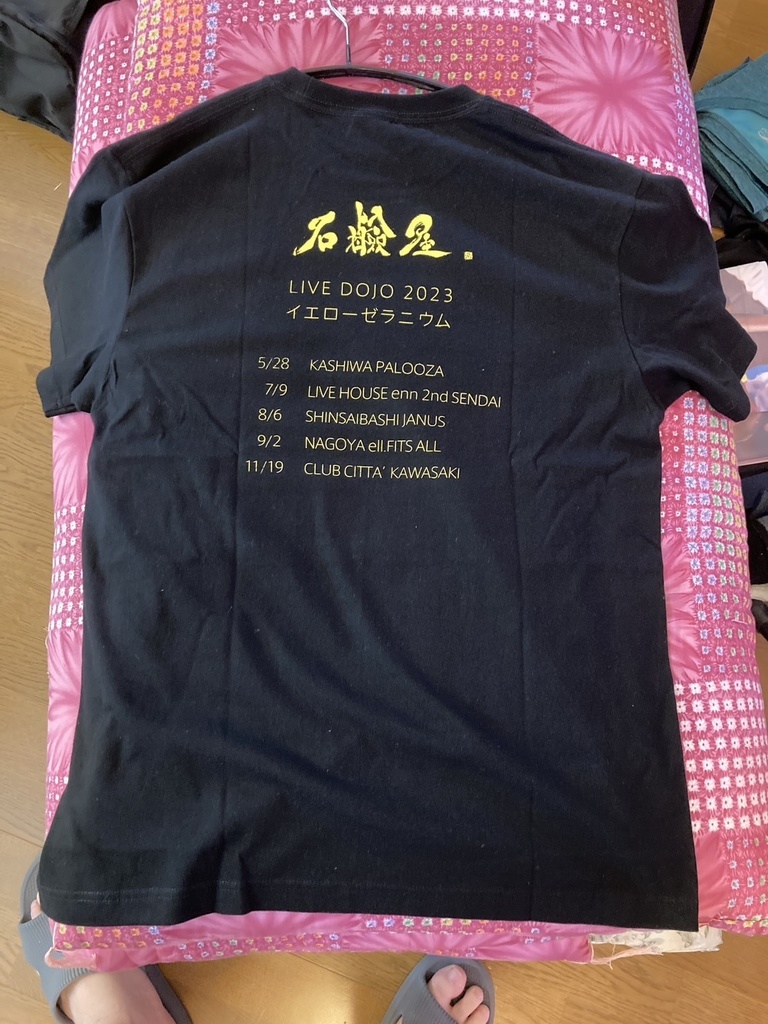 石鹸屋
LIVE DOJO 2023
イエローゼラニウム
5/28 KASHIWA PALOOZA
7/9 LIVE HOUSE enn 2nd SENDAI
8/6 SHINSAIBASHI JANUS
9/2 NAGOYA ell.FITS ALL
11/19 CLUB CITTA' KAWASAKI